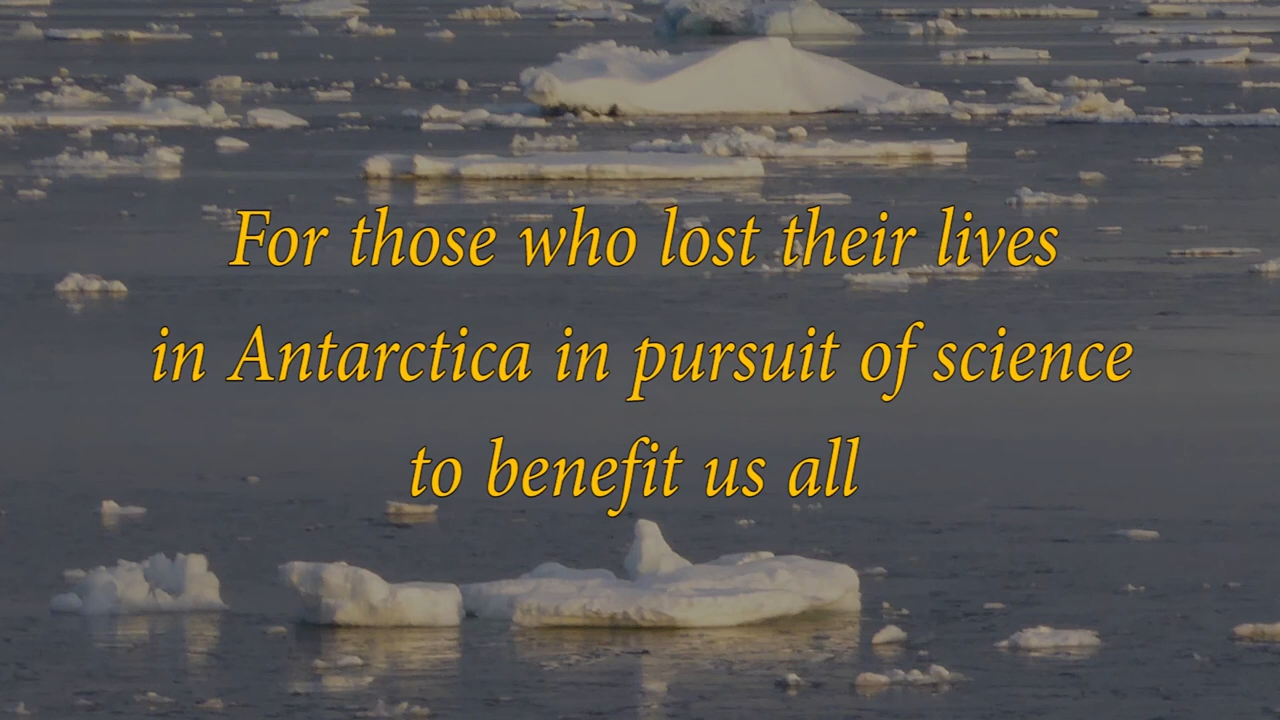 For those who lost their lives
in Antarctica in pursuit of science
to benefit us all